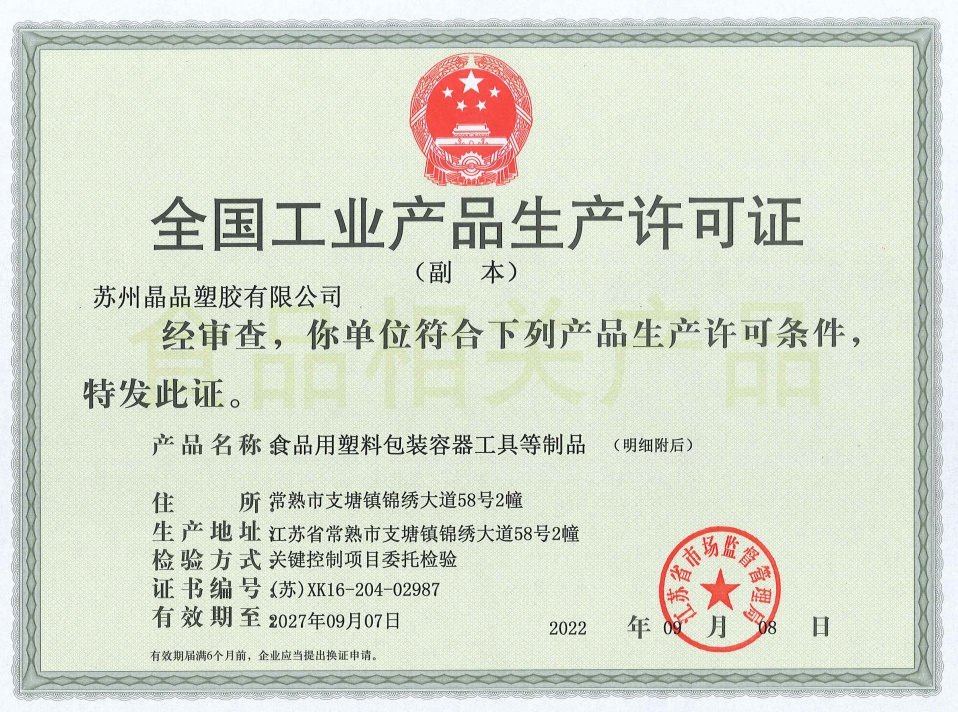 全国工业产品生产许可证
（副 本）
苏州晶品塑胶有限公司
食品相关产品
经审查，你单位符合下列产品生产许可条件，
特发此证。
产品名称：食品用塑料包装容器工具等制品 （明细附后）
住 所：常熟市支塘镇锦绣大道58号2幢
生产地址：江苏省常熟市支塘镇锦绣大道58号2幢
检验方式：关键控制项目委托检验
证书编号：(苏)XK16-204-02987
有效期至：2027年09月07日
江苏省市场监督管理局
2022 年 09 月 08 日
有效期届满6个月前，企业应当提出换证申请。